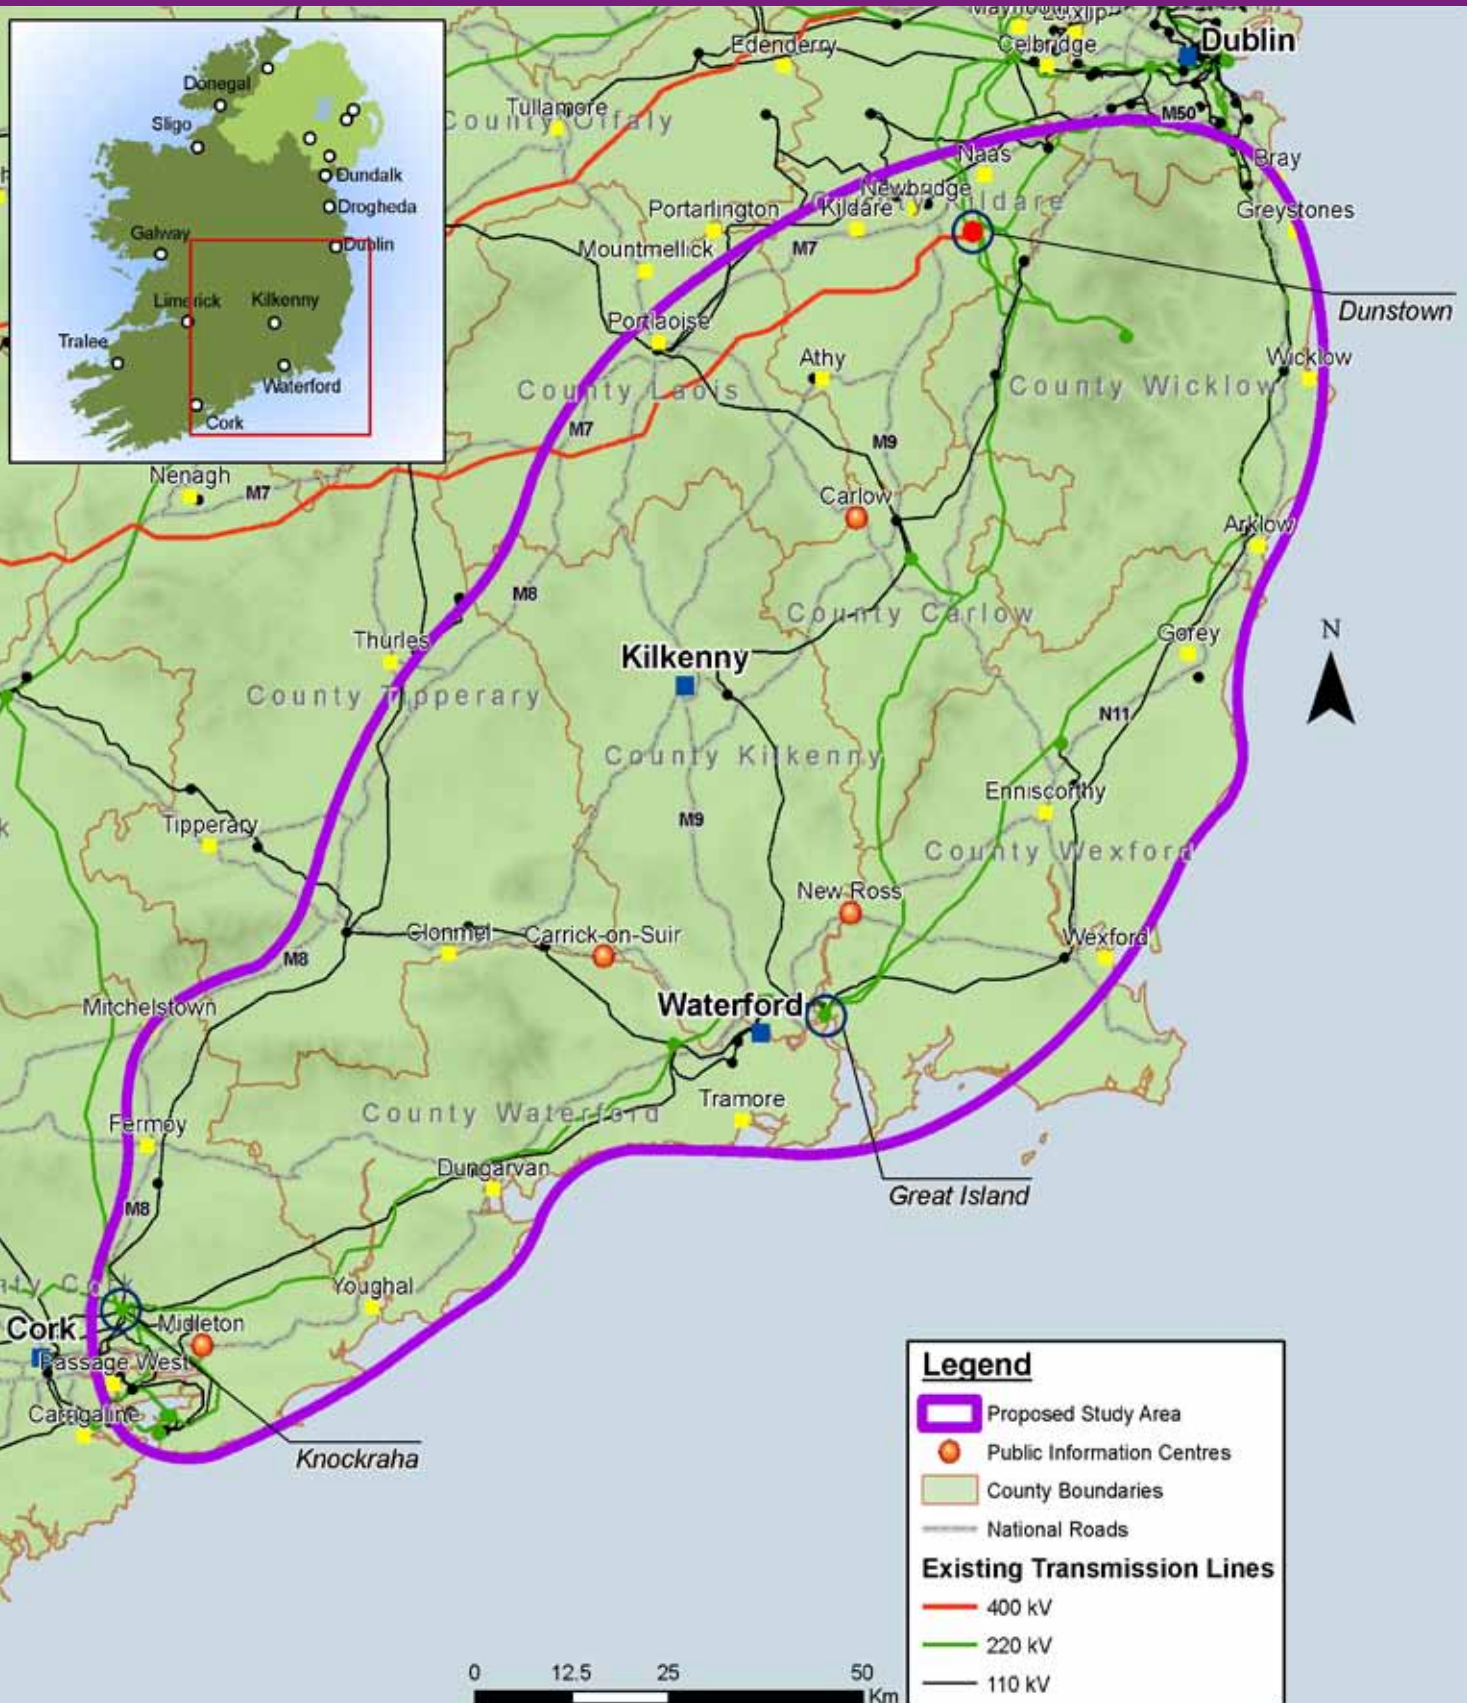 Donegal
Sligo
Dundalk
Drogheda
Galway
Dublin
Limerick
Kilkenny
Tralee
Waterford
Cork
Maynooth
Leixlip
Celbridge
Dublin
Edenderry
Tullamore
County Offaly
M50
Naas
Bray
Newbridge
Kildare
Portarlington
Greystones
Mountmellick
M7
Dunstown
Portlaoise
Athy
Wicklow
County Laois
County Wicklow
M7
M9
Nenagh
M7
Carlow
Arklow
M8
County Carlow
Thurles
Gorey
Kilkenny
N
County Tipperary
N11
County Kilkenny
Enniscorthy
M9
Tipperary
County Wexford
New Ross
Clonmel
Carrick-on-Suir
Wexford
M8
Mitchelstown
Waterford
Tramore
County Waterford
Fermoy
Dungarvan
Great Island
M8
nty Cork
Youghal
Cork
Midleton
Passage West
Carrigaline
Knockraha
Legend
Proposed Study Area
Public Information Centres
County Boundaries
National Roads
Existing Transmission Lines
400 kV
220 kV
110 kV
0 12.5 25 50
Km